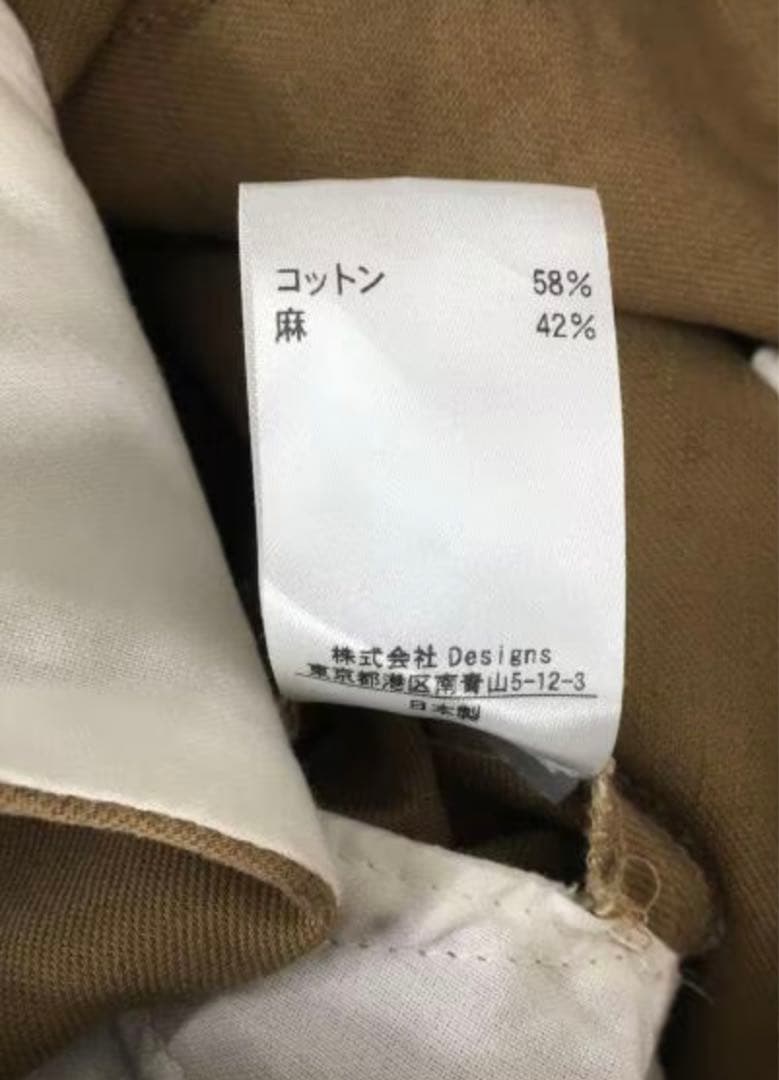 コットン 58%
麻 42%
株式会社 Designs
東京都港区南青山5-12-3
日本製